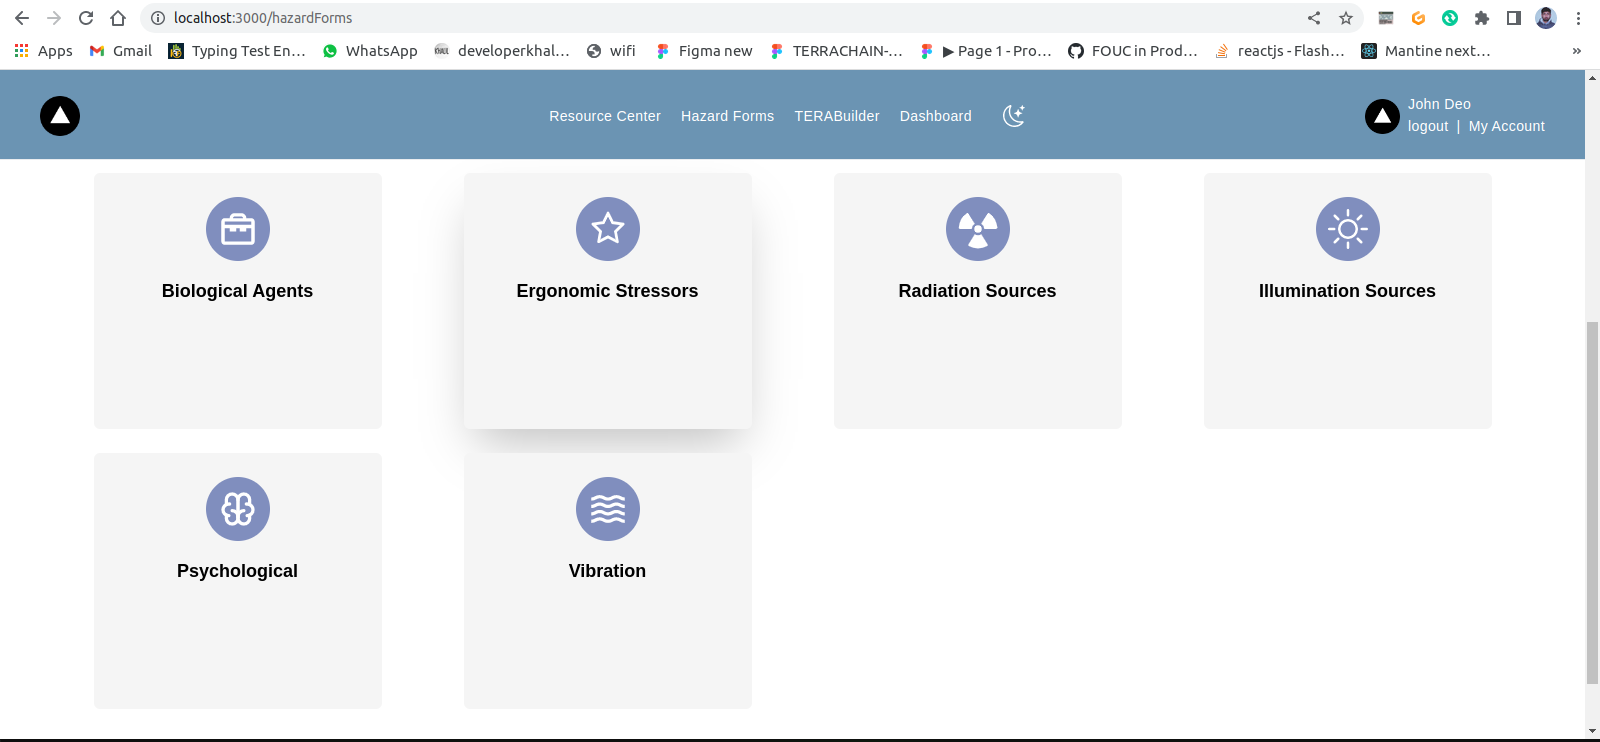 localhost:3000/hazardForms
Apps Gmail Typing Test En... WhatsApp developerkhal... wifi Figma new TERRACHAIN-... ▶ Page 1 - Pro... FOUC in Prod... reactjs - Flash... Mantine next... »
Resource Center Hazard Forms TERABuilder Dashboard
John Deo
logout | My Account
Biological Agents Ergonomic Stressors Radiation Sources Illumination Sources
Psychological Vibration